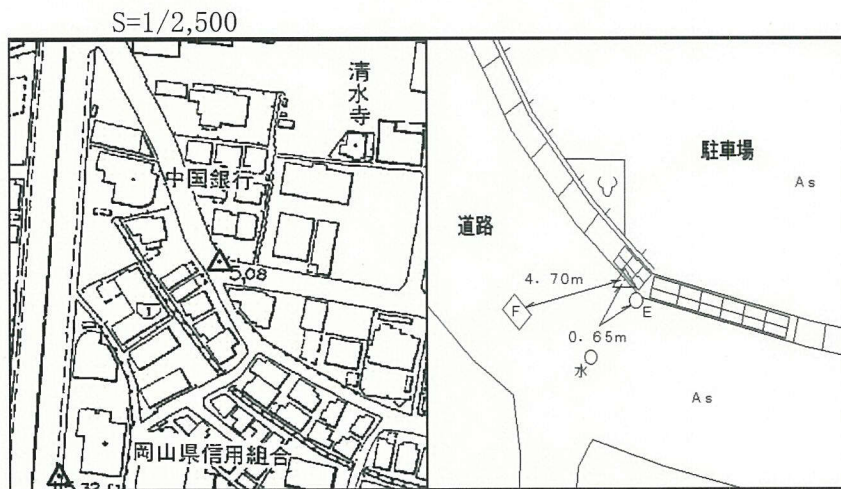 S=1/2,500
清水寺
中国銀行
5.08
岡山県信用組合
駐車場
As
道路
4.70m
F
E
0.65m
水
As